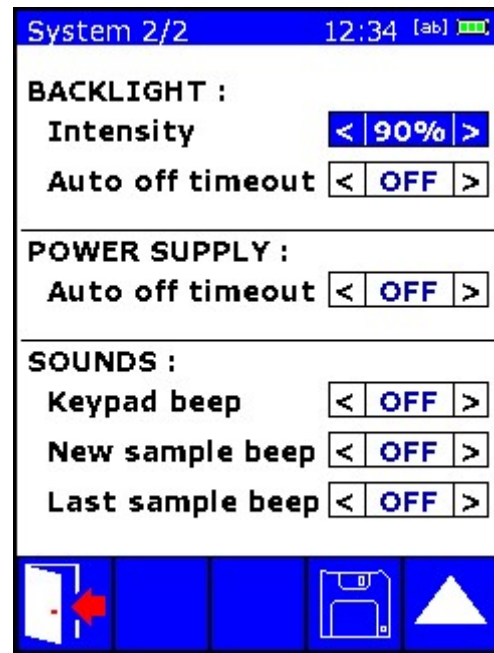 System 2/2 12:34 [ab]
BACKLIGHT :
Intensity < 90% >
Auto off timeout < OFF >
POWER SUPPLY :
Auto off timeout < OFF >
SOUNDS :
Keypad beep < OFF >
New sample beep < OFF >
Last sample beep < OFF >